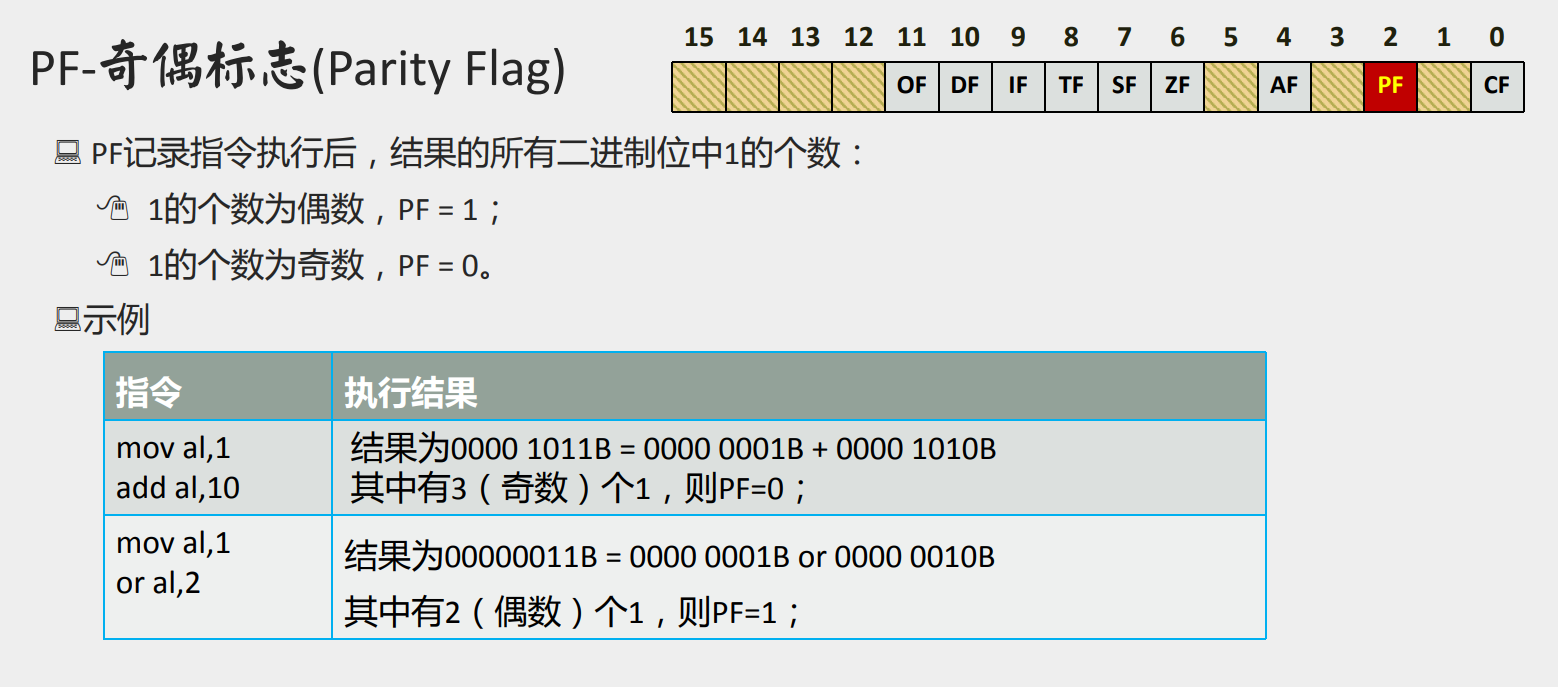 PF-奇偶标志(Parity Flag)
15 14 13 12 11 10 9 8 7 6 5 4 3 2 1 0
OF DF IF TF SF ZF AF PF CF
PF记录指令执行后，结果的所有二进制位中1的个数：
1的个数为偶数，PF = 1；
1的个数为奇数，PF = 0。
示例
指令 执行结果
mov al,1
add al,10
结果为0000 1011B = 0000 0001B + 0000 1010B
其中有3（奇数）个1，则PF=0；
mov al,1
or al,2
结果为00000011B = 0000 0001B or 0000 0010B
其中有2（偶数）个1，则PF=1；